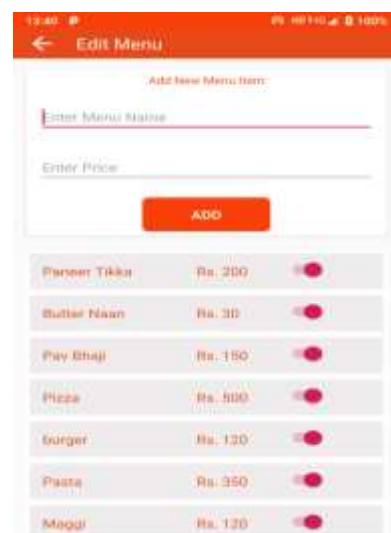 13:40 100%
Edit Menu
Add New Menu Item
Enter Menu Name
Enter Price
ADD
Paneer Tikka Rs. 200
Butter Naan Rs. 30
Pav Bhaji Rs. 150
Pizza Rs. 500
burger Rs. 120
Pasta Rs. 350
Maggi Rs. 120